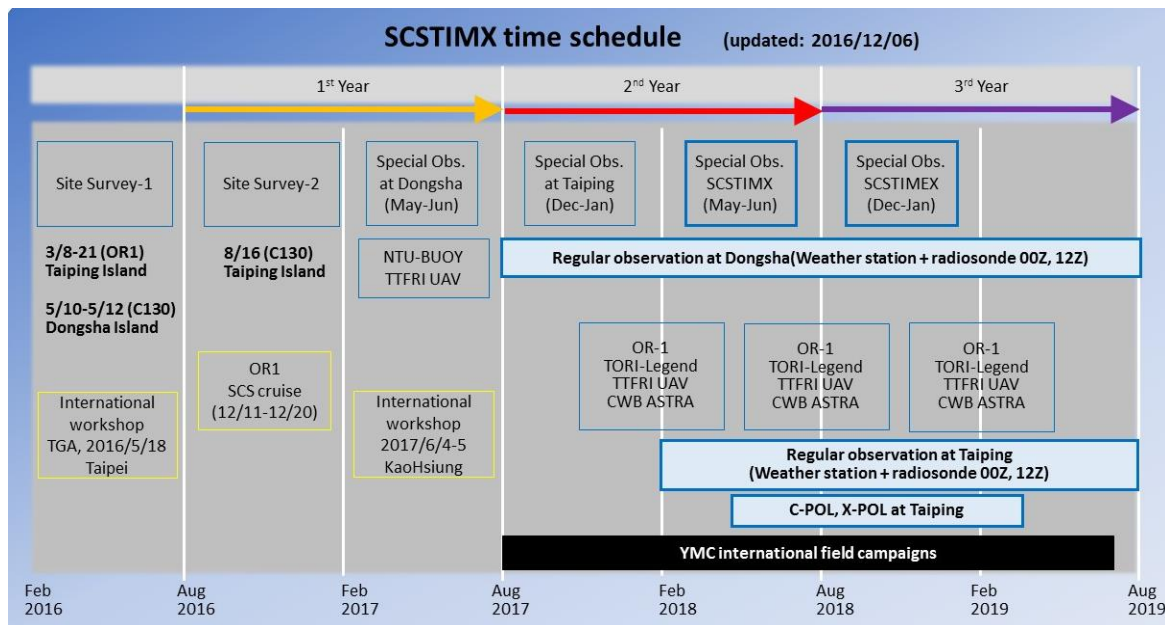 SCSTIMX time schedule (updated: 2016/12/06)
1st Year
2nd Year
3rd Year
Site Survey-1
Site Survey-2
Special Obs.
at Dongsha
(May-Jun)
Special Obs.
at Taiping
(Dec-Jan)
Special Obs.
SCSTIMX
(May-Jun)
Special Obs.
SCSTIMEX
(Dec-Jan)
3/8-21 (OR1)
Taiping Island
5/10-5/12 (C130)
Dongsha Island
8/16 (C130)
Taiping Island
NTU-BUOY
TTFRI UAV
Regular observation at Dongsha(Weather station + radiosonde 00Z, 12Z)
International
workshop
TGA, 2016/5/18
Taipei
OR1
SCS cruise
(12/11-12/20)
International
workshop
2017/6/4-5
KaoHsiung
OR-1
TORI-Legend
TTFRI UAV
CWB ASTRA
OR-1
TORI-Legend
TTFRI UAV
CWB ASTRA
OR-1
TORI-Legend
TTFRI UAV
CWB ASTRA
Regular observation at Taiping
(Weather station + radiosonde 00Z, 12Z)
C-POL, X-POL at Taiping
YMC international field campaigns
Feb
2016
Aug
2016
Feb
2017
Aug
2017
Feb
2018
Aug
2018
Feb
2019
Aug
2019